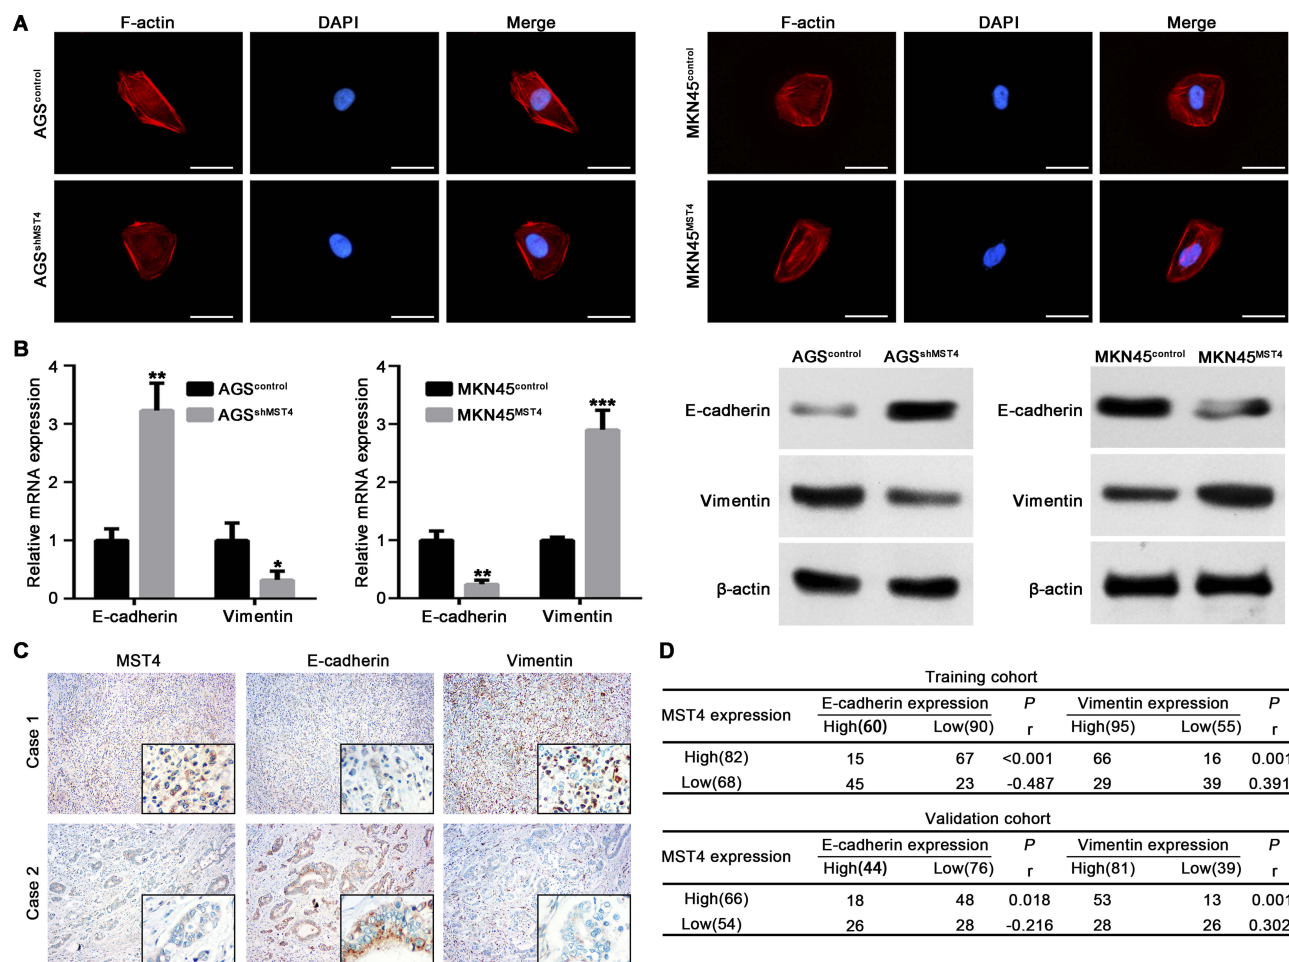 A
F-actin DAPI Merge
F-actin DAPI Merge
AGScontrol
AGSshMST4
MKN45control
MKN45MST4
B
Relative mRNA expression
4
3
2
1
0
**
*
AGScontrol
AGSshMST4
E-cadherin Vimentin
Relative mRNA expression
4
3
2
1
0
**
***
MKN45control
MKN45MST4
E-cadherin Vimentin
AGScontrol AGSshMST4
E-cadherin
Vimentin
β-actin
MKN45control MKN45MST4
E-cadherin
Vimentin
β-actin
C
MST4 E-cadherin Vimentin
Case 1
Case 2
D
Training cohort
MST4 expression E-cadherin expression P Vimentin expression P
High(60) Low(90) r High(95) Low(55) r
High(82) 15 67 <0.001 66 16 0.001
Low(68) 45 23 -0.487 29 39 0.391
Validation cohort
MST4 expression E-cadherin expression P Vimentin expression P
High(44) Low(76) r High(81) Low(39) r
High(66) 18 48 0.018 53 13 0.001
Low(54) 26 28 -0.216 28 26 0.302